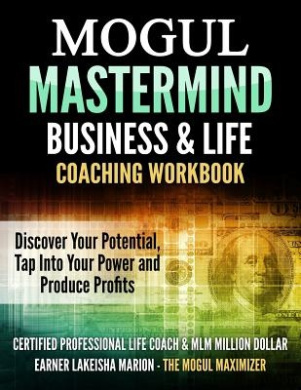 MOGUL
MASTERMIND
BUSINESS & LIFE
COACHING WORKBOOK
Discover Your Potential,
Tap Into Your Power and
Produce Profits
CERTIFIED PROFESSIONAL LIFE COACH & MLM MILLION DOLLAR
EARNER LAKEISHA MARION - THE MOGUL MAXIMIZER